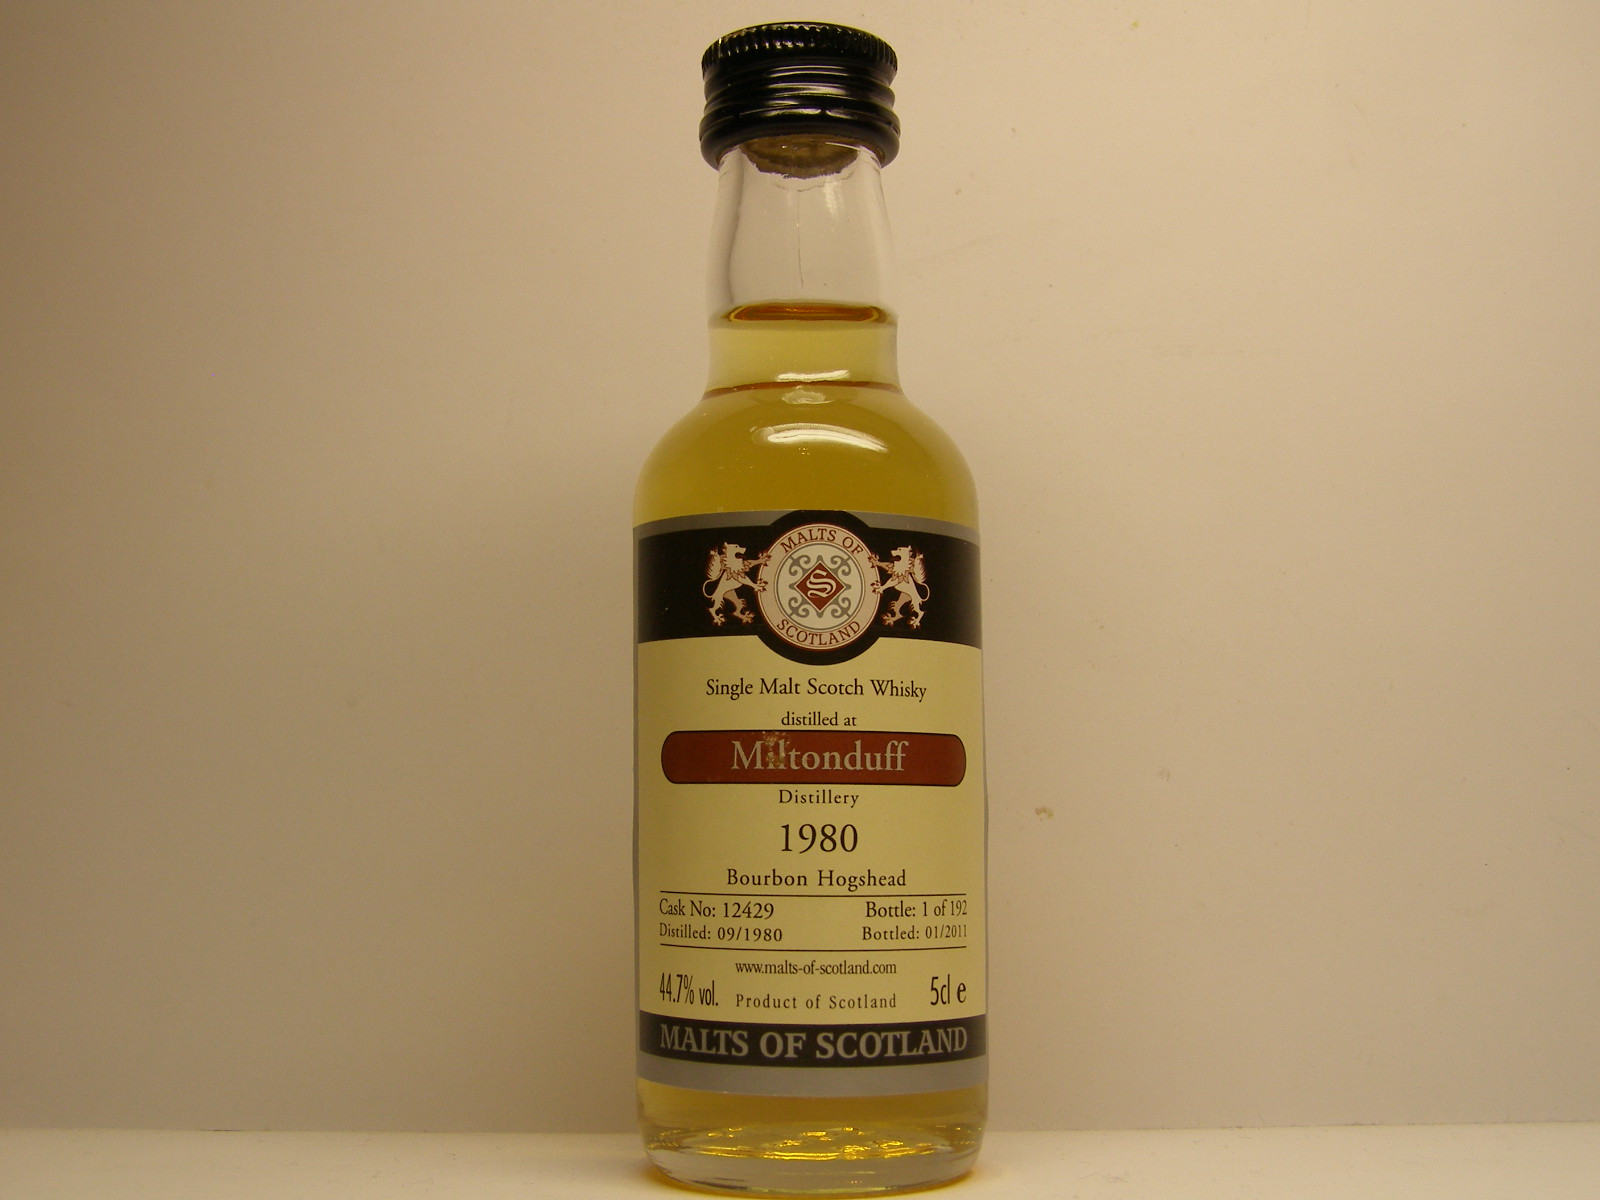 MALTS OF
S
SCOTLAND
Single Malt Scotch Whisky
distilled at
Miltonduff
Distillery
1980
Bourbon Hogshead
Cask No: 12429 Bottle: 1 of 192
Distilled: 09/1980 Bottled: 01/2011
www.malts-of-scotland.com
44.7% vol. Product of Scotland 5cl e
MALTS OF SCOTLAND